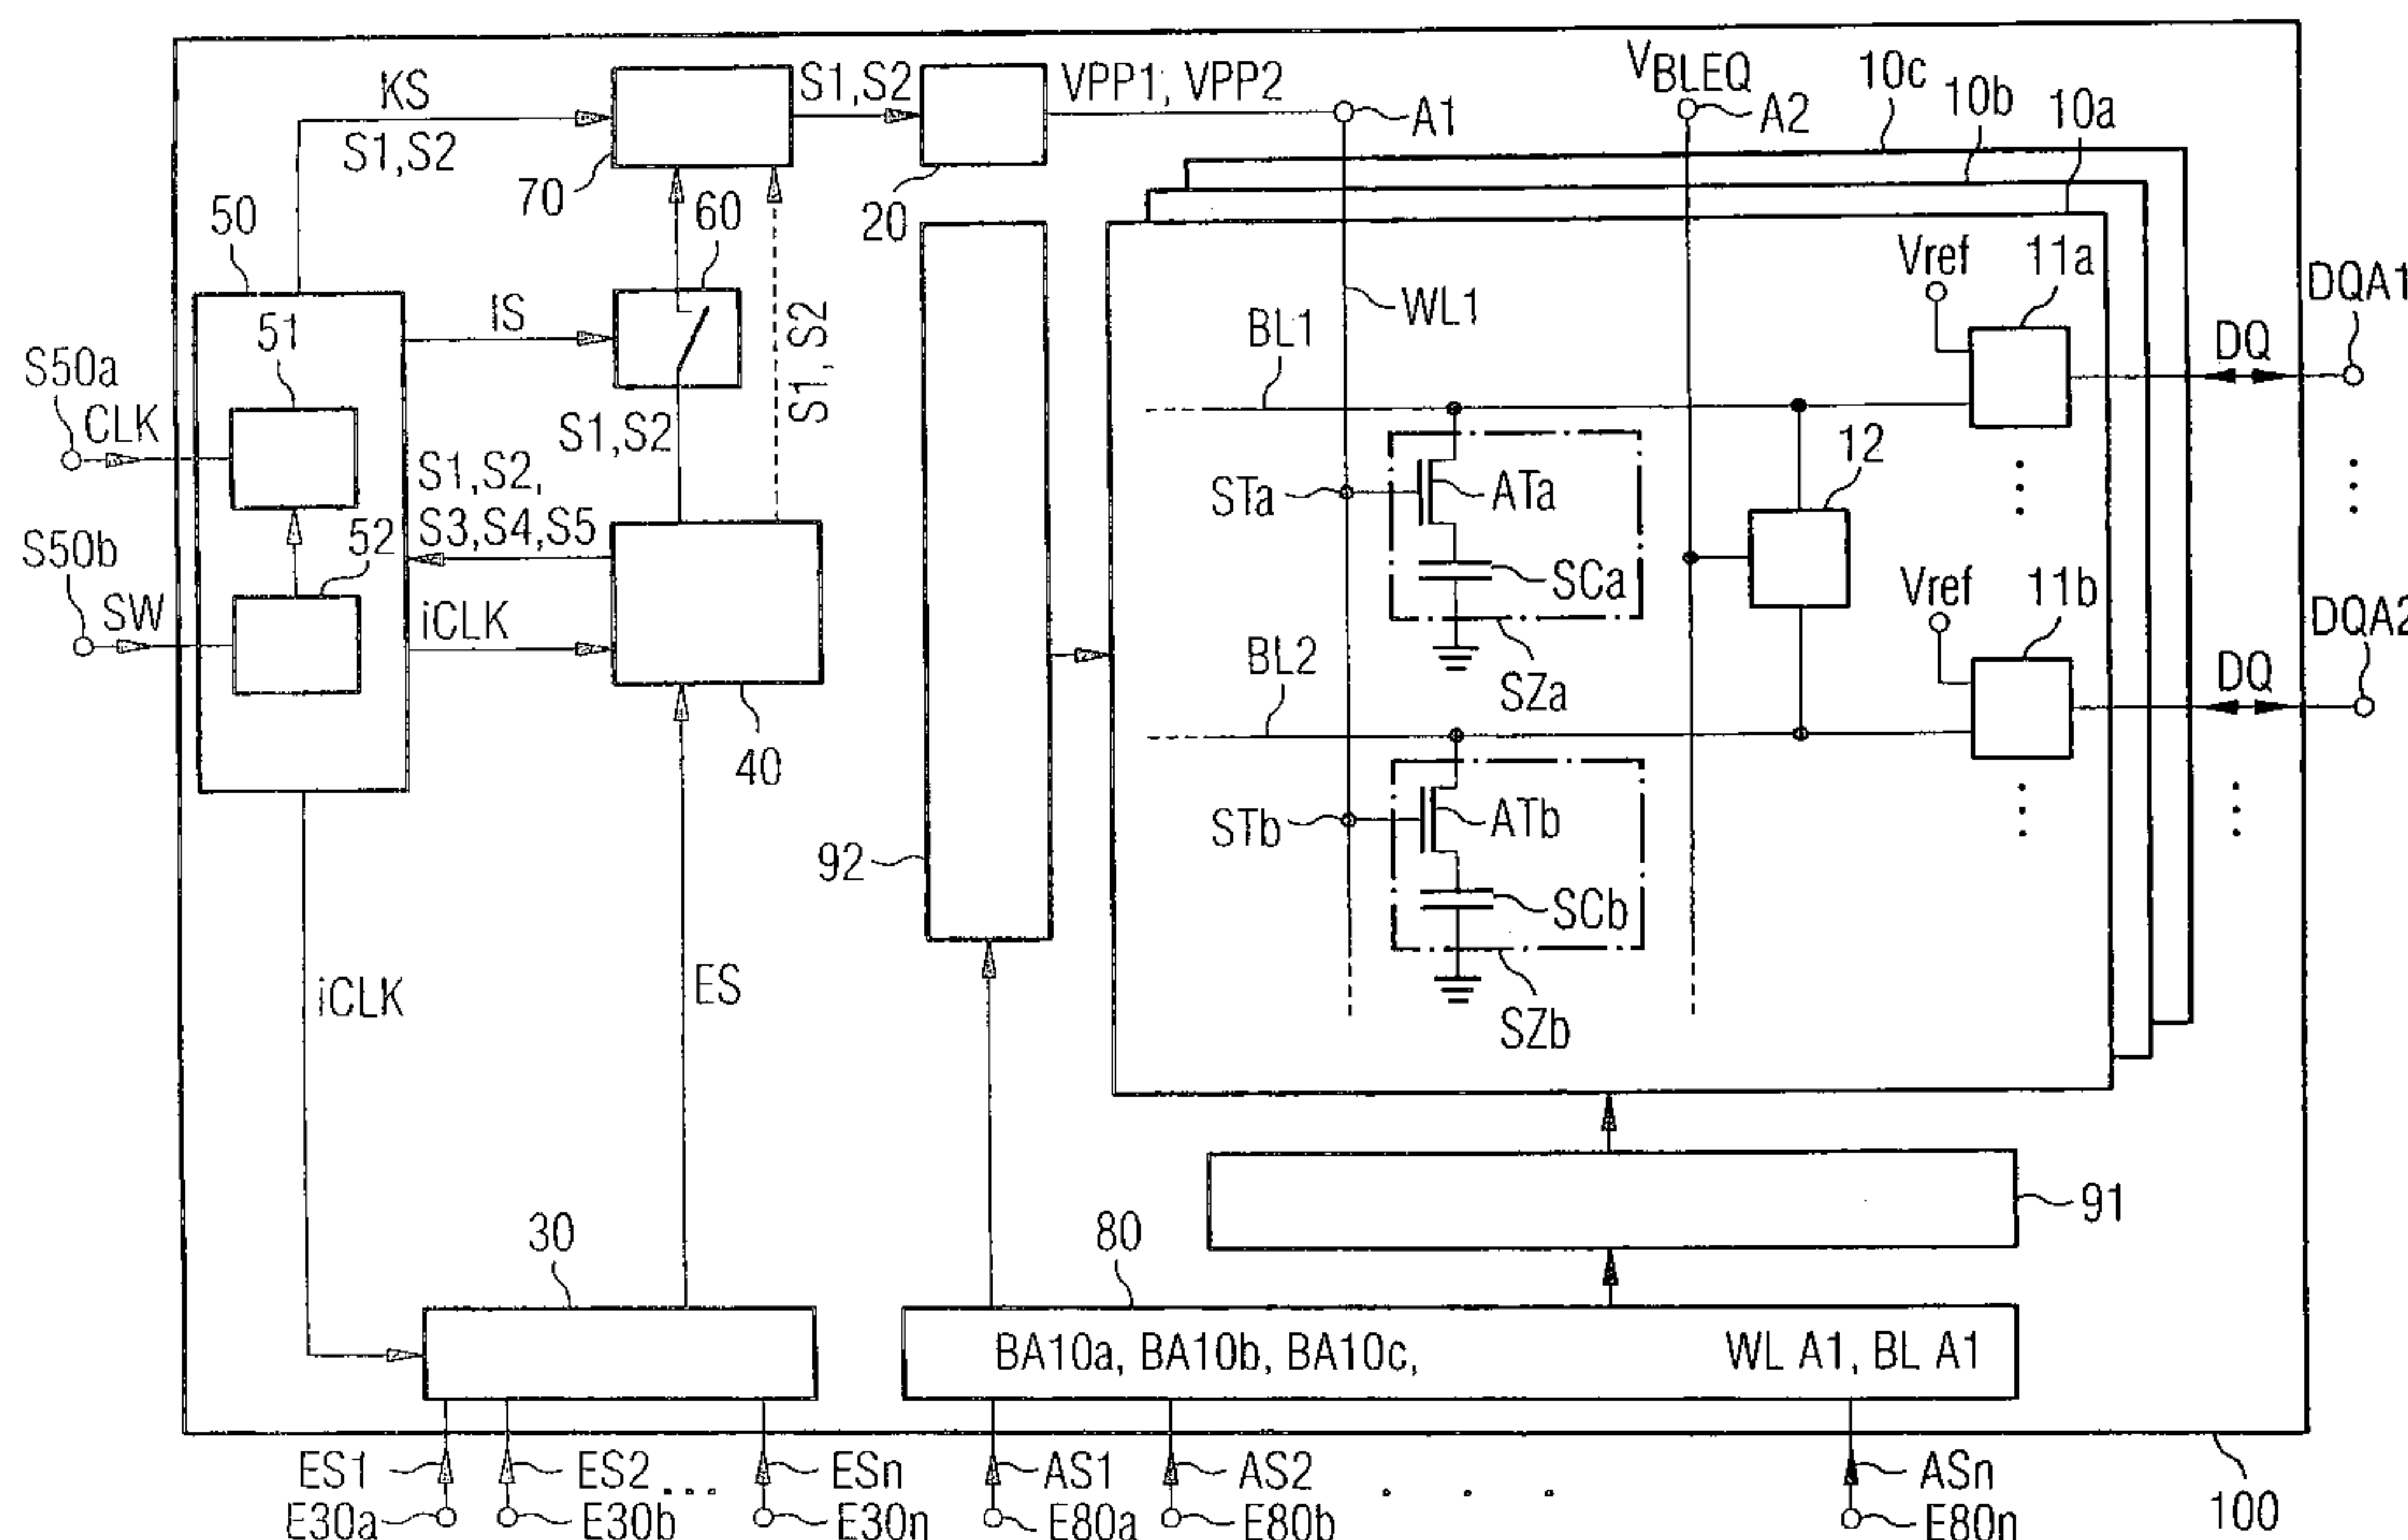 KS
S1,S2
70
S1,S2
20
VPP1, VPP2
A1
VBLEQ
A2
10c
10b
10a
50
51
S50a
CLK
S50b
SW
52
IS
60
S1,S2
S1, S2
S1,S2,
S3,S4,S5
iCLK
40
iCLK
ES
92
WL1
BL1
STa
ATa
SCa
SZa
BL2
STb
ATb
SCb
SZb
12
Vref
11a
DQ
DQA1
Vref
11b
DQ
DQA2
91
30
80
BA10a, BA10b, BA10c,
WL A1, BL A1
ES1
ES2
...
ESn
AS1
AS2
. . .
ASn
E30a
E30b
E30n
E80a
E80b
E80n
100